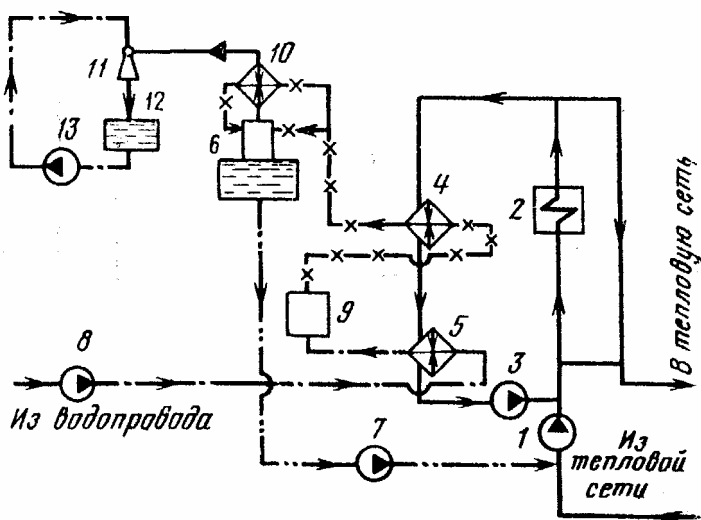 10
11
12
13
6
4
2
В тепловую сеть
9
5
8
3
Из водопровода
7
1
Из
тепловой
сети